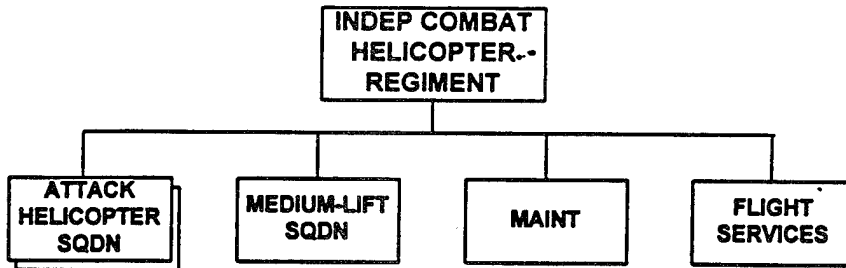 INDEP COMBAT
HELICOPTER
REGIMENT
ATTACK
HELICOPTER
SQDN
MEDIUM-LIFT
SQDN
MAINT
FLIGHT
SERVICES